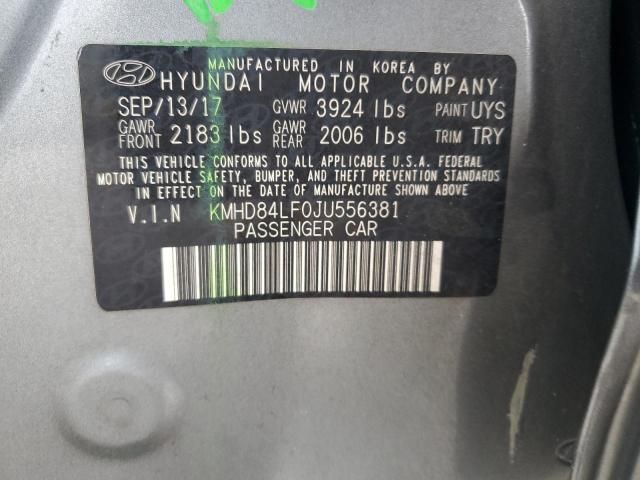 MANUFACTURED IN KOREA BY
HYUNDAI MOTOR COMPANY
SEP/13/17 GVWR 3924 lbs PAINT UYS
GAWR FRONT 2183 lbs GAWR REAR 2006 lbs TRIM TRY
THIS VEHICLE CONFORMS TO ALL APPLICABLE U.S.A. FEDERAL
MOTOR VEHICLE SAFETY, BUMPER, AND THEFT PREVENTION STANDARDS
IN EFFECT ON THE DATE OF MANUFACTURE SHOWN ABOVE
V.I.N KMHD84LF0JU556381
PASSENGER CAR